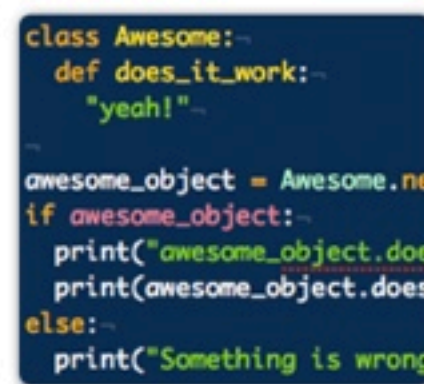 class Awesome:
def does_it_work:
"yeah!"
awesome_object = Awesome.ne
if awesome_object:
print("awesome_object.doe
print(awesome_object.does
else:
print("Something is wrong